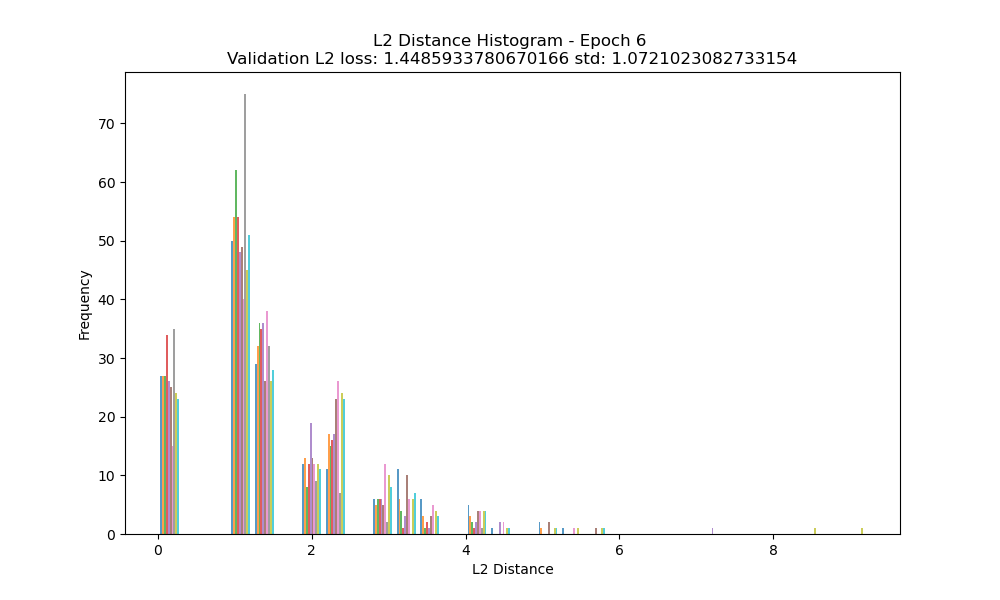 L2 Distance Histogram - Epoch 6
Validation L2 loss: 1.4485933780670166 std: 1.0721023082733154
70
60
50
40
30
20
10
0
Frequency
0 2 4 6 8
L2 Distance